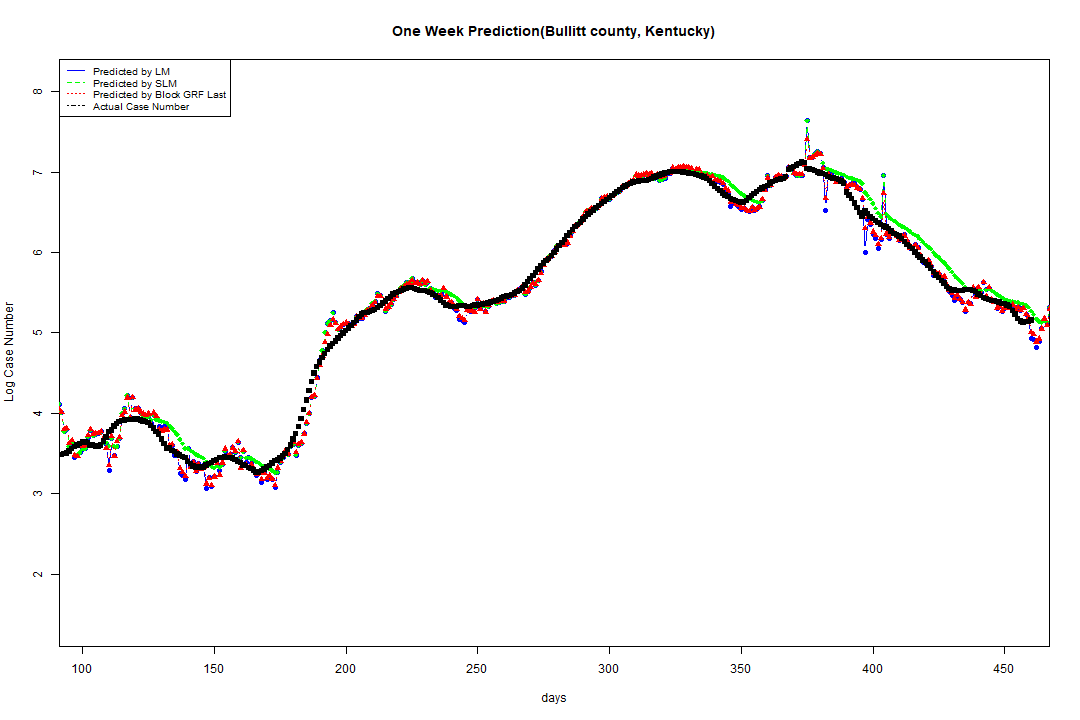 One Week Prediction(Bullitt county, Kentucky)
Predicted by LM
Predicted by SLM
Predicted by Block GRF Last
Actual Case Number
8
7
6
5
4
3
2
Log Case Number
100 150 200 250 300 350 400 450
days